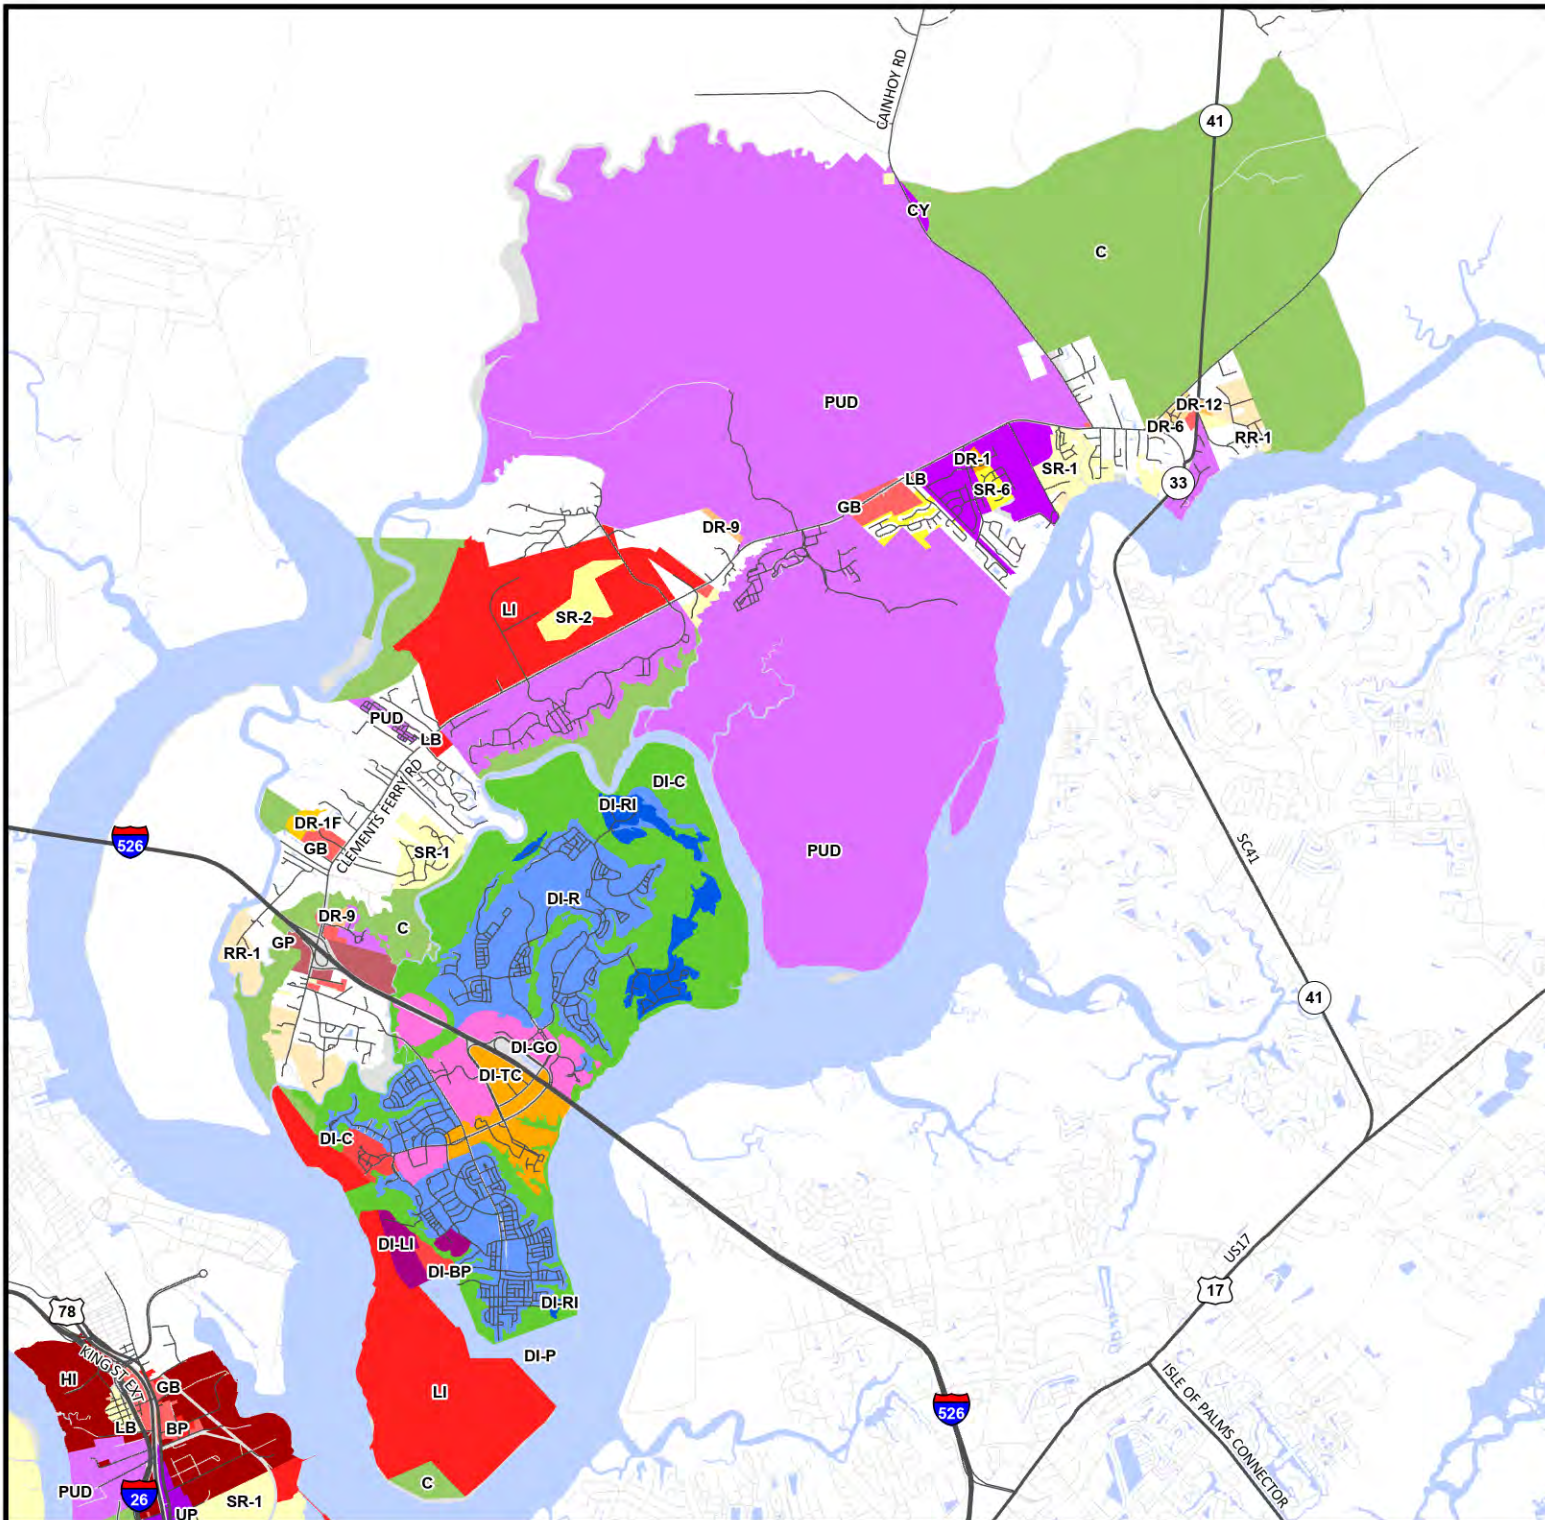 CAINHOY RD
41
CY
C
PUD
DR-12
DR-6
RR-1
DR-1
SR-1
LB
SR-6
33
GB
DR-9
LI
SR-2
PUD
LB
CLEMENTS FERRY RD
DI-C
DI-RI
DR-1F
526
GB
SR-1
SC41
PUD
DI-R
DR-9
C
GP
RR-1
41
DI-GO
DI-TC
DI-C
DI-LI
US17
DI-BP
17
DI-RI
78
DI-P
KING ST EXT
HI
GB
LI
ISLE OF PALMS CONNECTOR
526
LB
BP
C
PUD
26
SR-1
UP